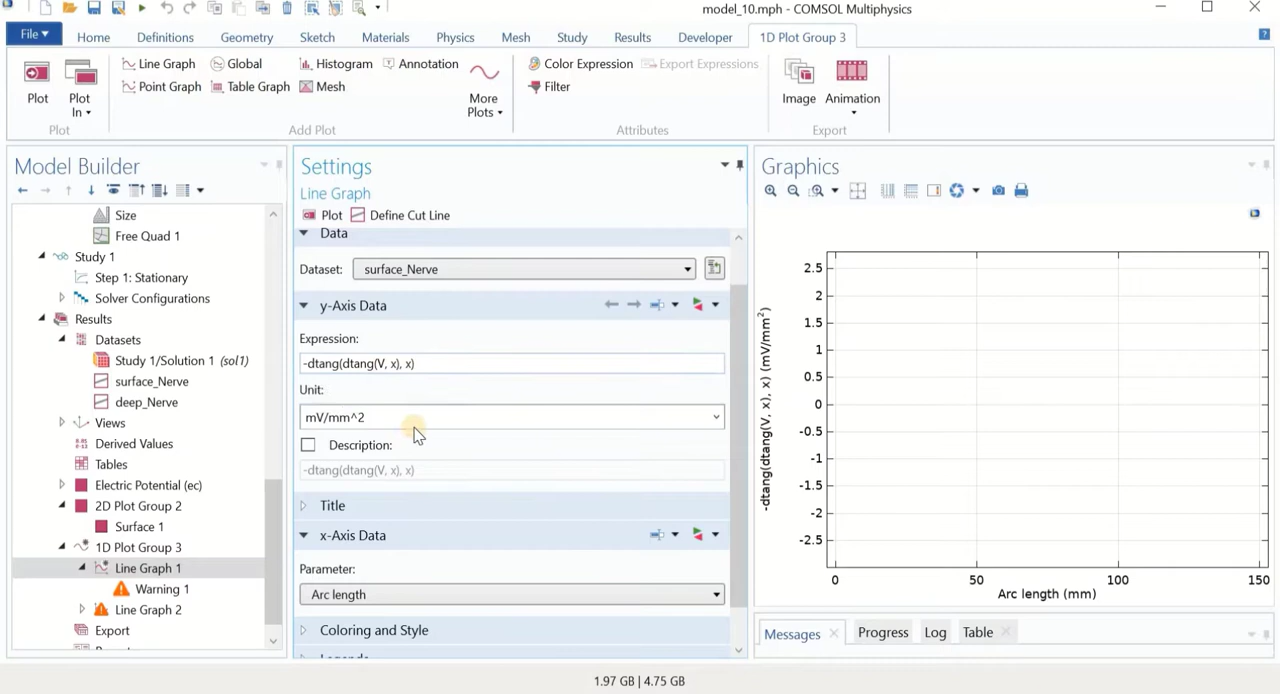 model_10.mph - COMSOL Multiphysics
File
Home
Definitions
Geometry
Sketch
Materials
Physics
Mesh
Study
Results
Developer
1D Plot Group 3
Plot
Plot In
Plot
Line Graph
Global
Histogram
Annotation
Point Graph
Table Graph
Mesh
More Plots
Add Plot
Color Expression
Export Expressions
Filter
Attributes
Image
Animation
Export
Model Builder
Size
Free Quad 1
Study 1
Step 1: Stationary
Solver Configurations
Results
Datasets
Study 1/Solution 1 (sol1)
surface_Nerve
deep_Nerve
Views
Derived Values
Tables
Electric Potential (ec)
2D Plot Group 2
Surface 1
1D Plot Group 3
Line Graph 1
Warning 1
Line Graph 2
Export
Settings
Line Graph
Plot
Define Cut Line
Data
Dataset:
surface_Nerve
y-Axis Data
Expression:
-dtang(dtang(V, x), x)
Unit:
mV/mm^2
Description:
-dtang(dtang(V, x), x)
Title
x-Axis Data
Parameter:
Arc length
Coloring and Style
Graphics
-dtang(dtang(V, x), x) (mV/mm²)
2.5
2
1.5
1
0.5
0
-0.5
-1
-1.5
-2
-2.5
0
50
100
150
Arc length (mm)
Messages
Progress
Log
Table
1.97 GB | 4.75 GB